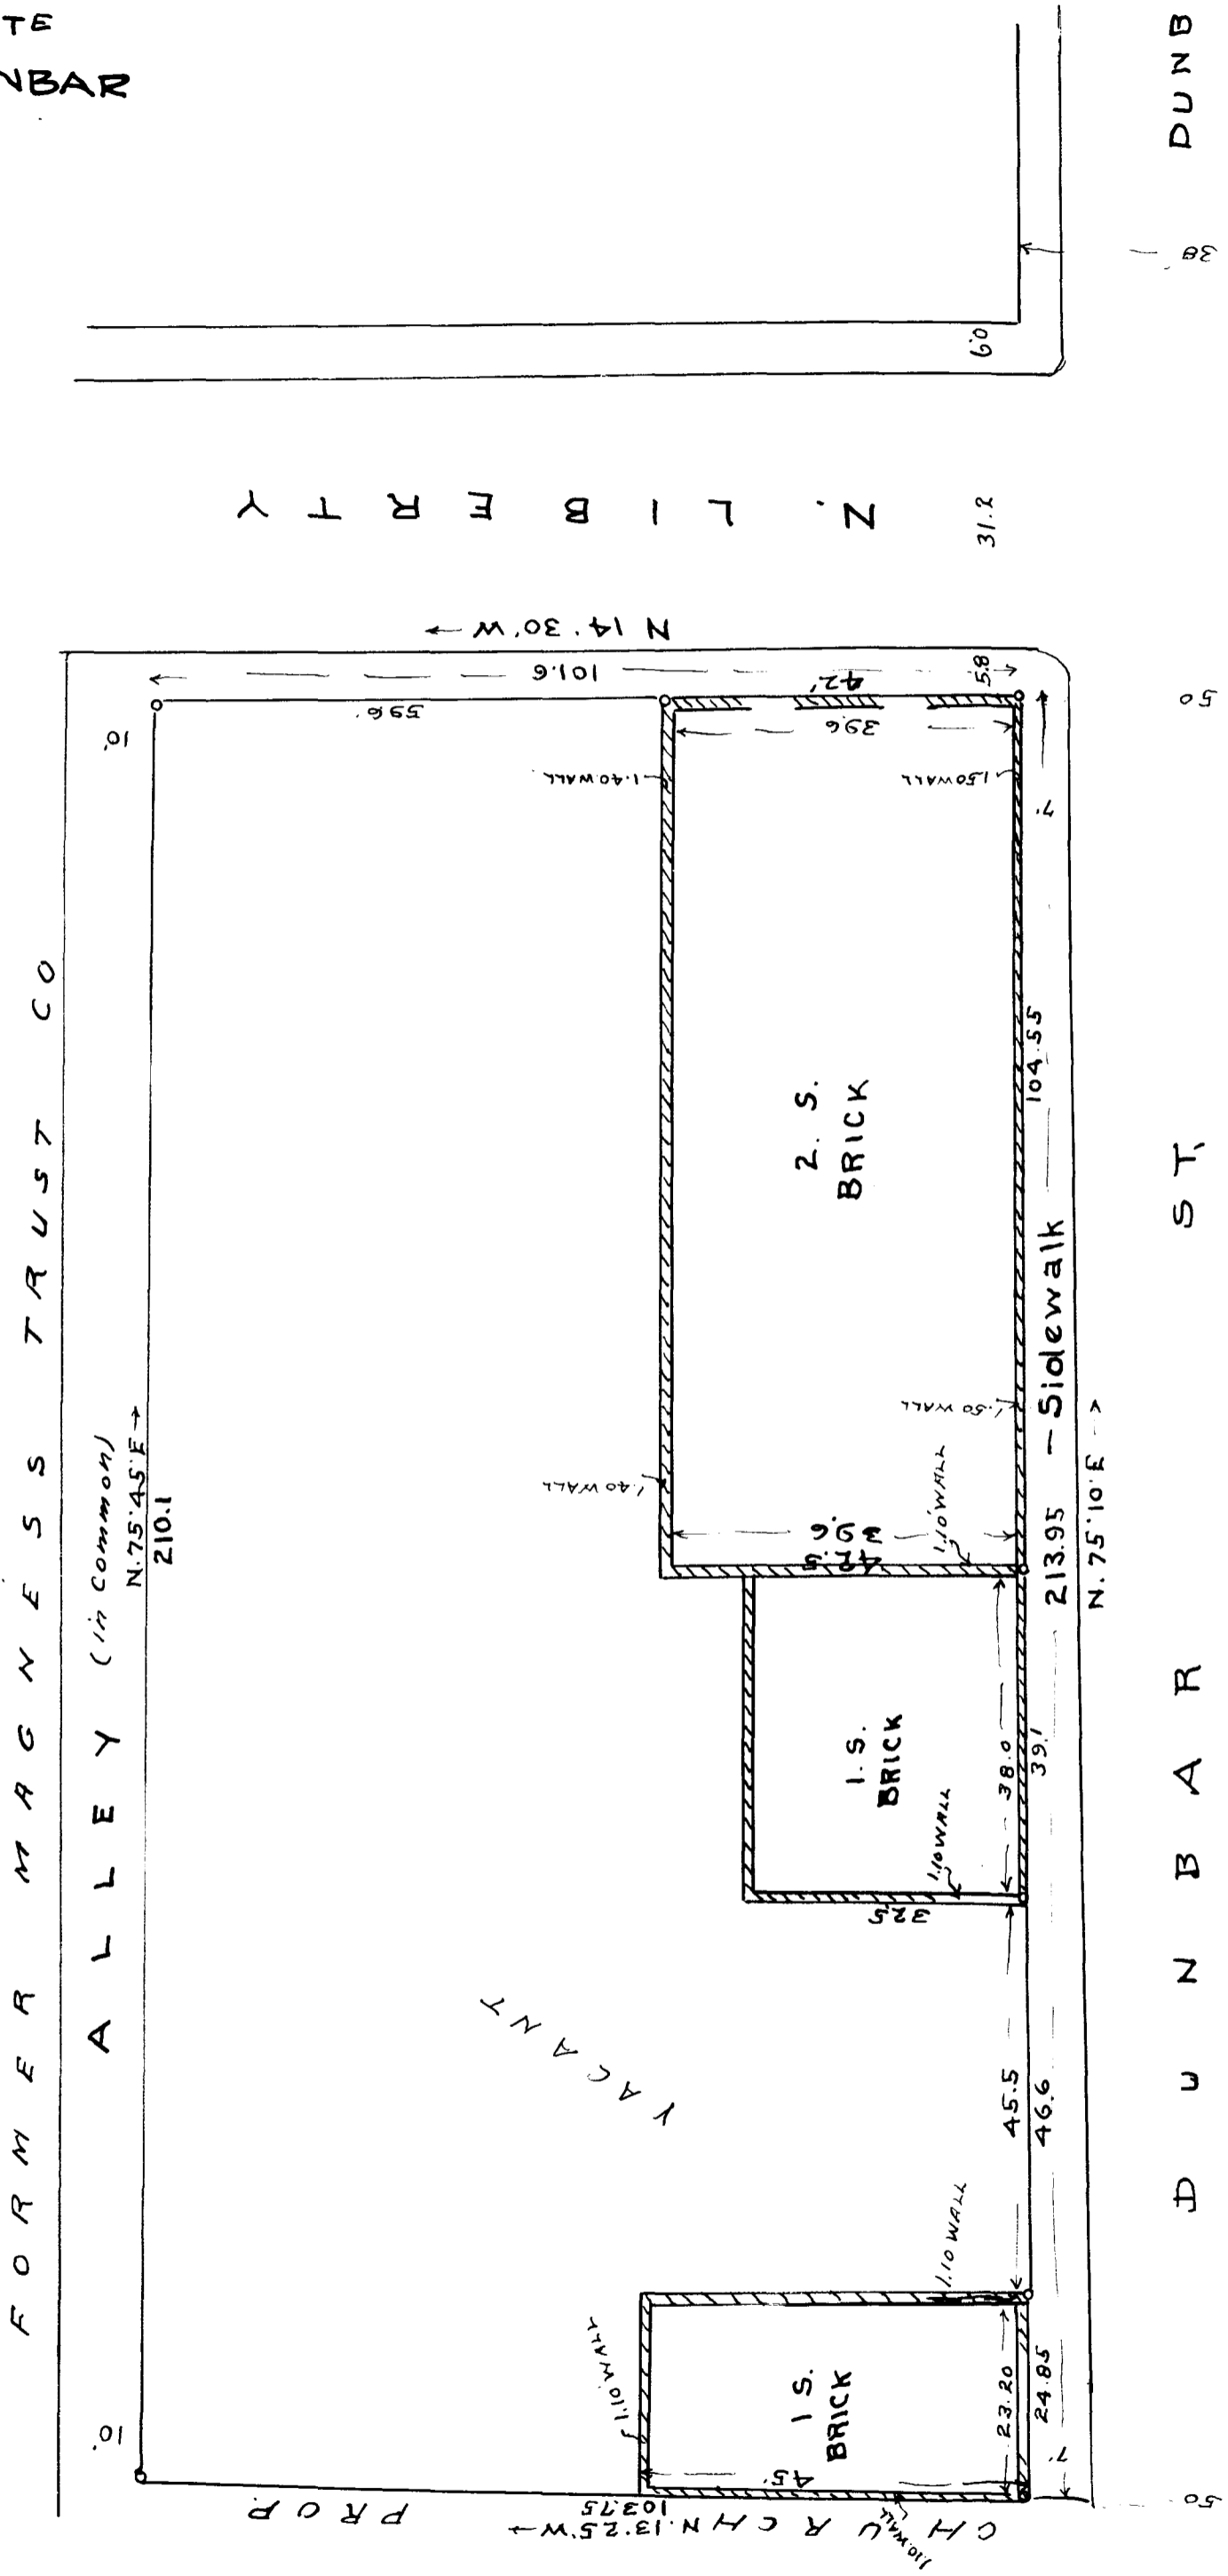 TE
NBAR
DUNB
38'
6.0
N. LIBERTY
31.2
N 14° 30' W
101.6
59.6'
10'
42'
5.8
50
39.6
1.40 WALL
1.50 WALL
7'
FORMER MAGNESS TRUST CO
ALLEY (in common)
N. 75° 45' E
210.1
2. S.
BRICK
104.55
213.95 - Sidewalk
N. 75° 10' E
1.50 WALL
1.40 WALL
1.10 WALL
39.6
42.5
1. S.
BRICK
38.0
39.1
1.10 WALL
32.5
VACANT
45.5
46.6
1.10 WALL
1.10 WALL
1 S.
BRICK
23.20
24.85
45'
7'
10'
CHURCH PROP.
N. 13° 25' W
103.75
1.10 WALL
50
DUNBAR ST.